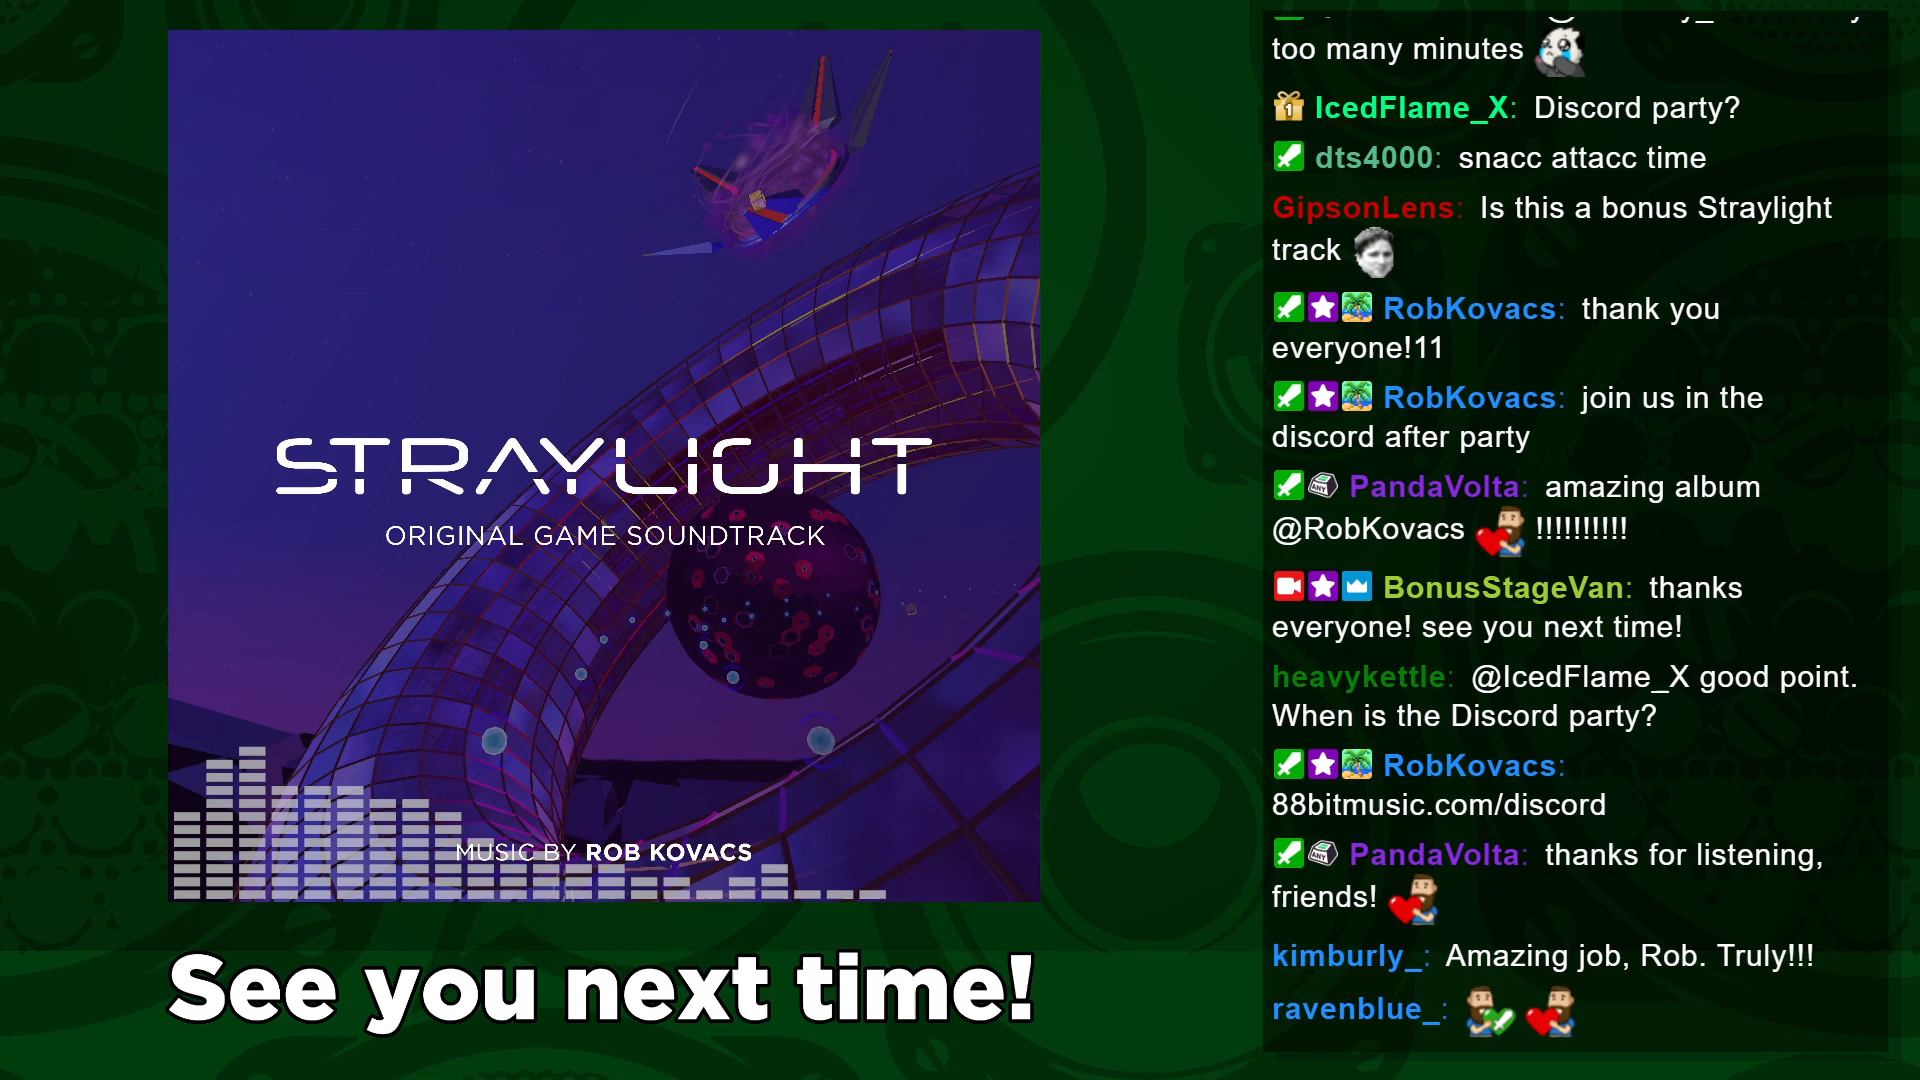 STRAYLIGHT
ORIGINAL GAME SOUNDTRACK
MUSIC BY ROB KOVACS
See you next time!
too many minutes
1 IcedFlame_X: Discord party?
dts4000: snacc attacc time
GipsonLens: Is this a bonus Straylight
track
RobKovacs: thank you
everyone!11
RobKovacs: join us in the
discord after party
ANY PandaVolta: amazing album
@RobKovacs !!!!!!!!!!
BonusStageVan: thanks
everyone! see you next time!
heavykettle: @IcedFlame_X good point.
When is the Discord party?
RobKovacs:
88bitmusic.com/discord
ANY PandaVolta: thanks for listening,
friends!
kimburly_: Amazing job, Rob. Truly!!!
ravenblue_: